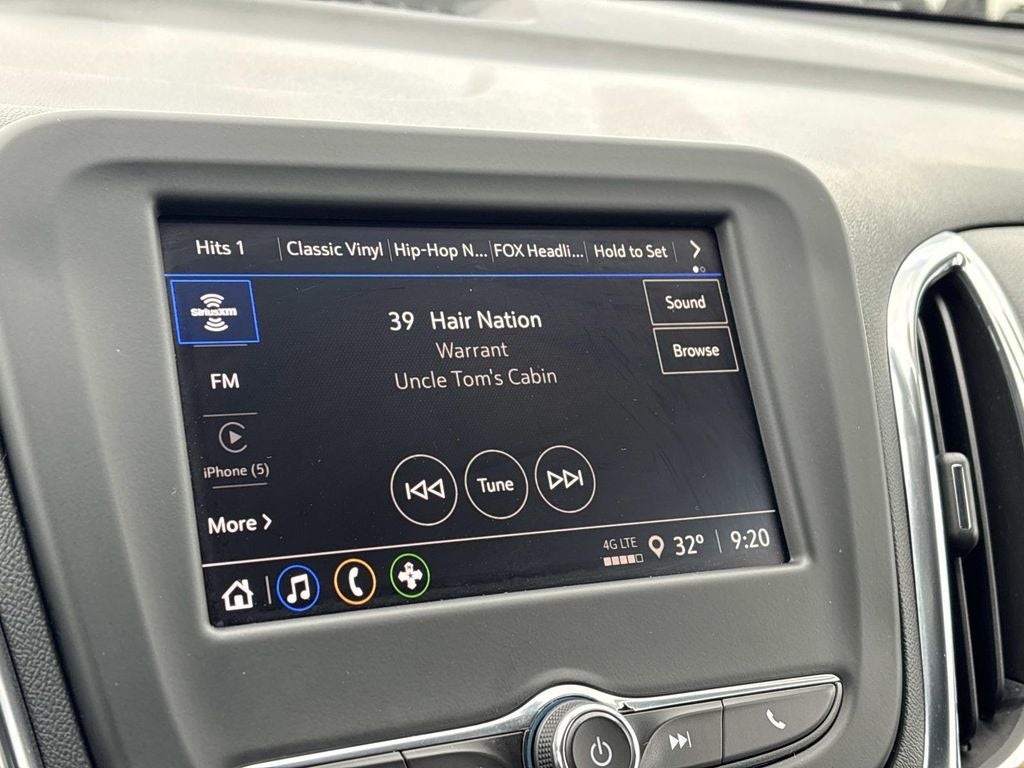 Hits 1
Classic Vinyl
Hip-Hop N...
FOX Headli...
Hold to Set
SiriusXM
39 Hair Nation
Sound
Warrant
Browse
FM
Uncle Tom's Cabin
iPhone (5)
Tune
More
4G LTE
32° 9:20